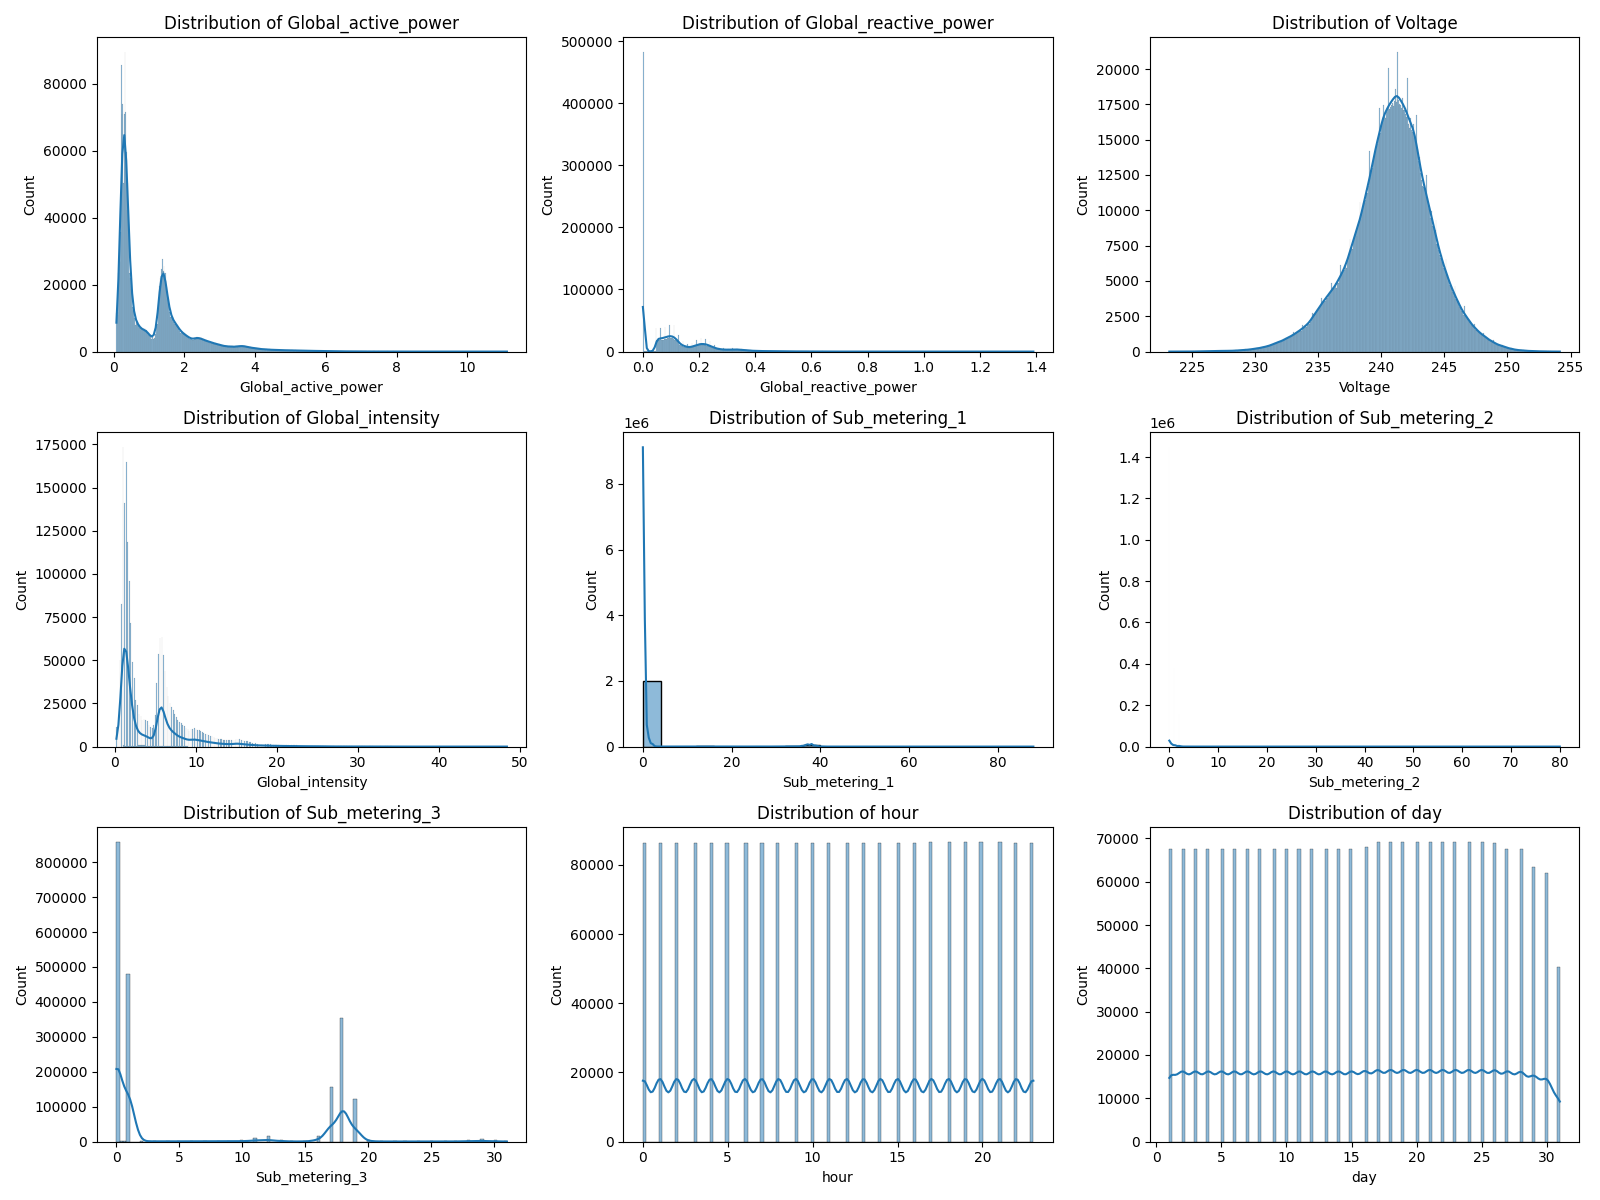 Distribution of Global_active_power
Count
80000
60000
40000
20000
0
0 2 4 6 8 10
Global_active_power
Distribution of Global_reactive_power
Count
500000
400000
300000
200000
100000
0
0.0 0.2 0.4 0.6 0.8 1.0 1.2 1.4
Global_reactive_power
Distribution of Voltage
Count
20000
17500
15000
12500
10000
7500
5000
2500
0
225 230 235 240 245 250 255
Voltage
Distribution of Global_intensity
Count
175000
150000
125000
100000
75000
50000
25000
0
0 10 20 30 40 50
Global_intensity
Distribution of Sub_metering_1
1e6
Count
8
6
4
2
0
0 20 40 60 80
Sub_metering_1
Distribution of Sub_metering_2
1e6
Count
1.4
1.2
1.0
0.8
0.6
0.4
0.2
0.0
0 10 20 30 40 50 60 70 80
Sub_metering_2
Distribution of Sub_metering_3
Count
800000
700000
600000
500000
400000
300000
200000
100000
0
0 5 10 15 20 25 30
Sub_metering_3
Distribution of hour
Count
80000
60000
40000
20000
0
0 5 10 15 20
hour
Distribution of day
Count
70000
60000
50000
40000
30000
20000
10000
0
0 5 10 15 20 25 30
day